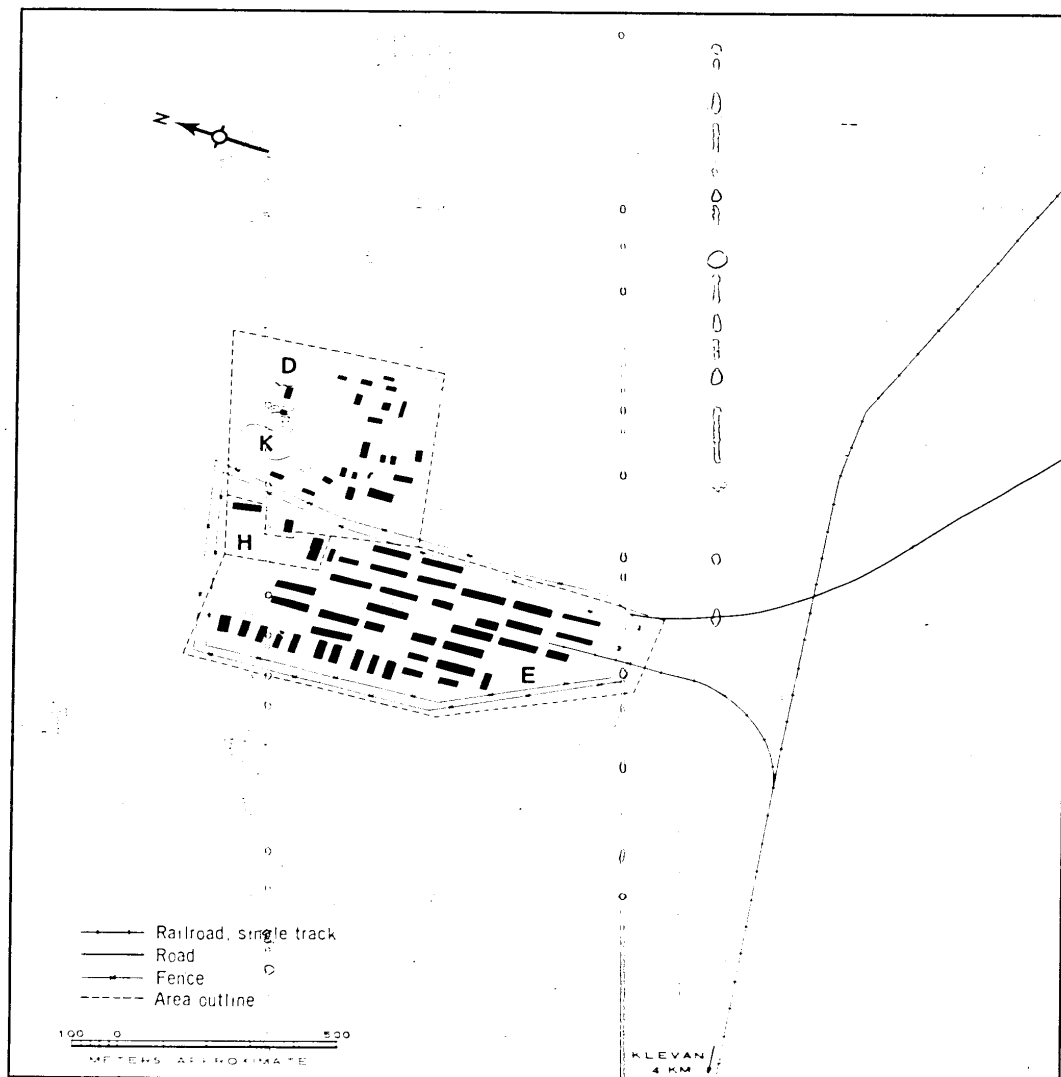 N
D
K
H
E
Railroad, single track
Road
Fence
Area outline
100 0 500
METERS APPROXIMATE
KLEVAN
4 KM